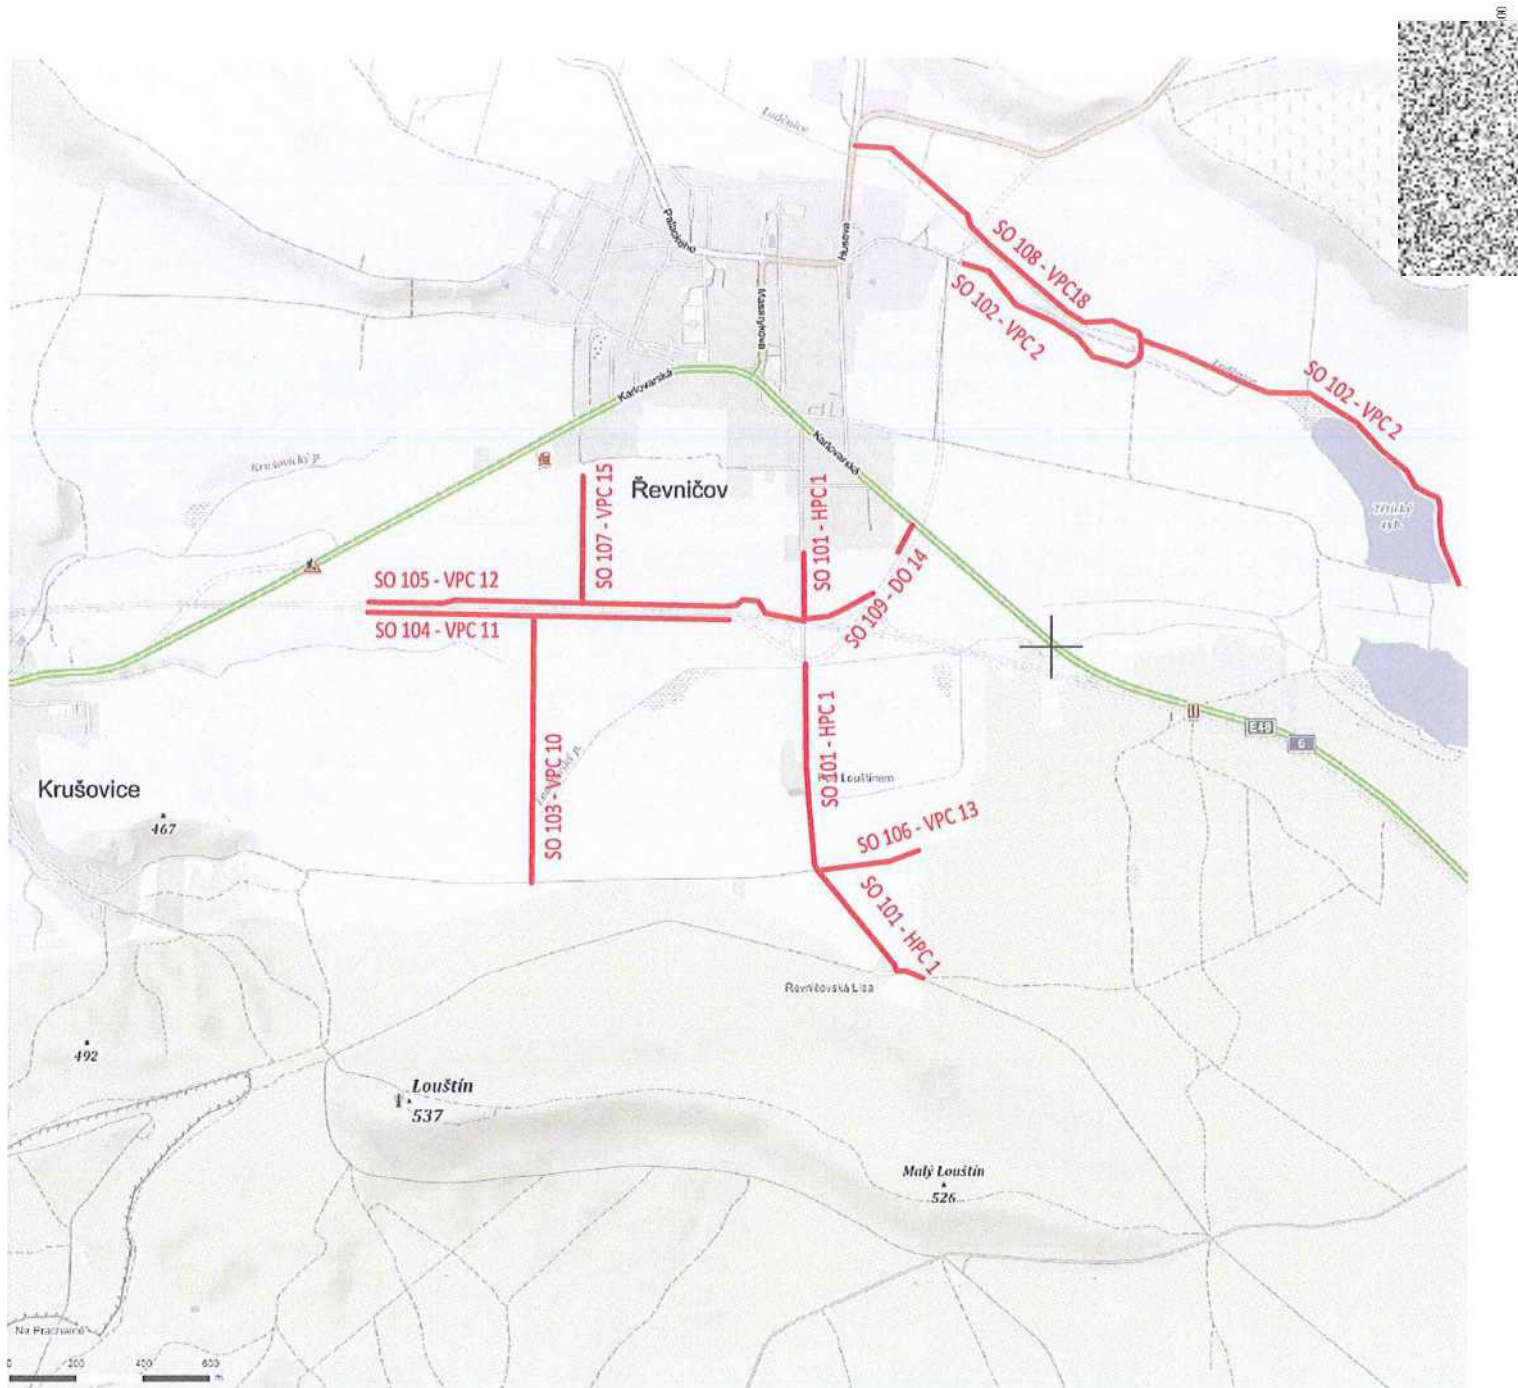 00
Loděnice
Palackého
Husova
Masarykova
SO 108 - VPC18
SO 102 - VPC 2
SO 102 - VPC 2
Karlovarská
Karlovarská
Krušovický p.
Řevničov
SO 107 - VPC 15
SO 101 - HPC 1
SO 105 - VPC 12
SO 104 - VPC 11
SO 109 - DO 14
SO 103 - VPC 10
SO 101 - HPC 1
Louštínem
E48
6
Krušovice
467
SO 106 - VPC 13
SO 101 - HPC 1
Řevničovská Lísa
492
Louštín
537
Malý Louštín
526
0 200 400 600
m